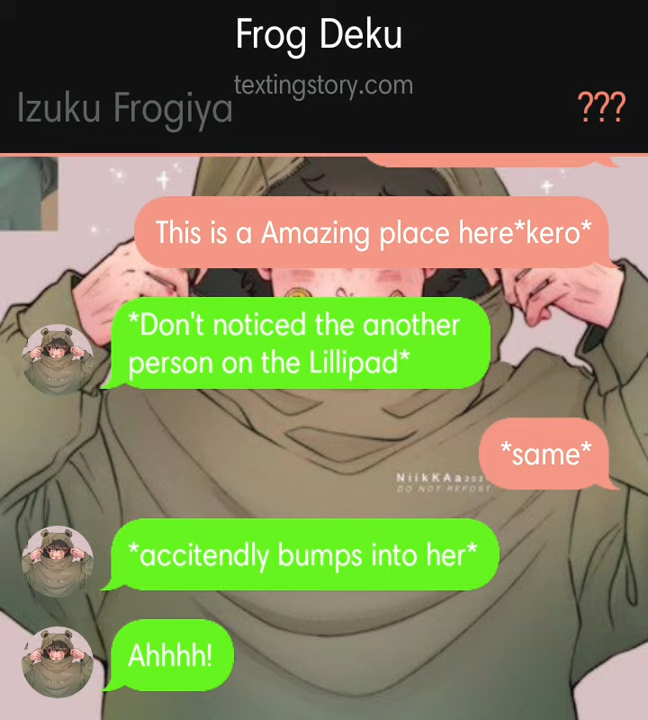 Frog Deku
textingstory.com
Izuku Frogiya
???
This is a Amazing place here*kero*
*Don't noticed the another
person on the Lillipad*
*same*
NiikKAa202
DO NOT REPOST
*accitendly bumps into her*
Ahhhh!